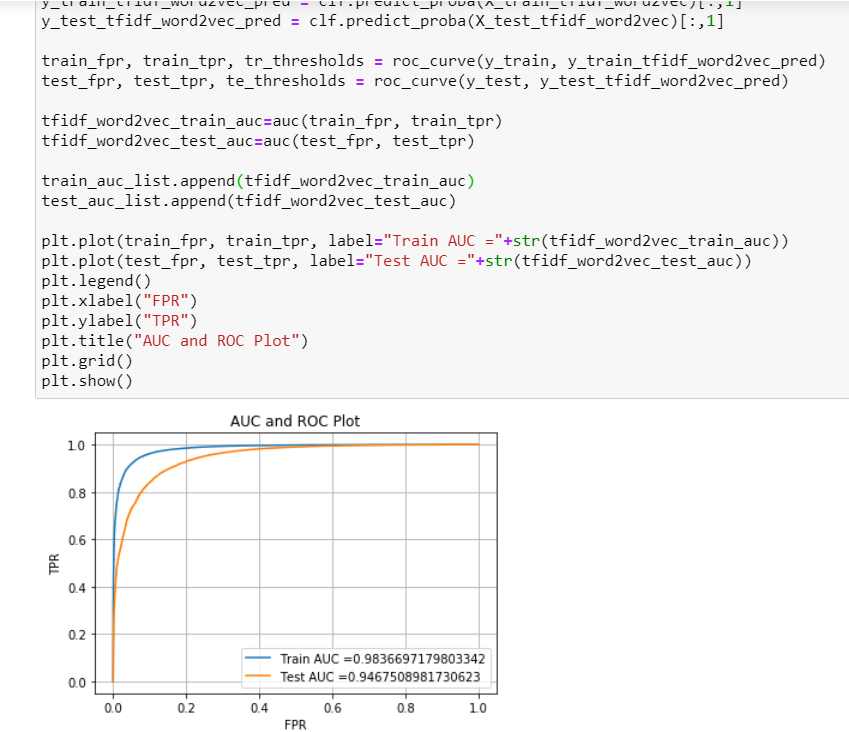 y_train_tfidf_word2vec_pred = clf.predict_proba(X_train_tfidf_word2vec)[:,1]
y_test_tfidf_word2vec_pred = clf.predict_proba(X_test_tfidf_word2vec)[:,1]
train_fpr, train_tpr, tr_thresholds = roc_curve(y_train, y_train_tfidf_word2vec_pred)
test_fpr, test_tpr, te_thresholds = roc_curve(y_test, y_test_tfidf_word2vec_pred)
tfidf_word2vec_train_auc=auc(train_fpr, train_tpr)
tfidf_word2vec_test_auc=auc(test_fpr, test_tpr)
train_auc_list.append(tfidf_word2vec_train_auc)
test_auc_list.append(tfidf_word2vec_test_auc)
plt.plot(train_fpr, train_tpr, label="Train AUC ="+str(tfidf_word2vec_train_auc))
plt.plot(test_fpr, test_tpr, label="Test AUC ="+str(tfidf_word2vec_test_auc))
plt.legend()
plt.xlabel("FPR")
plt.ylabel("TPR")
plt.title("AUC and ROC Plot")
plt.grid()
plt.show()
AUC and ROC Plot
1.0
0.8
0.6
0.4
0.2
0.0
TPR
Train AUC =0.9836697179803342
Test AUC =0.9467508981730623
0.0 0.2 0.4 0.6 0.8 1.0
FPR